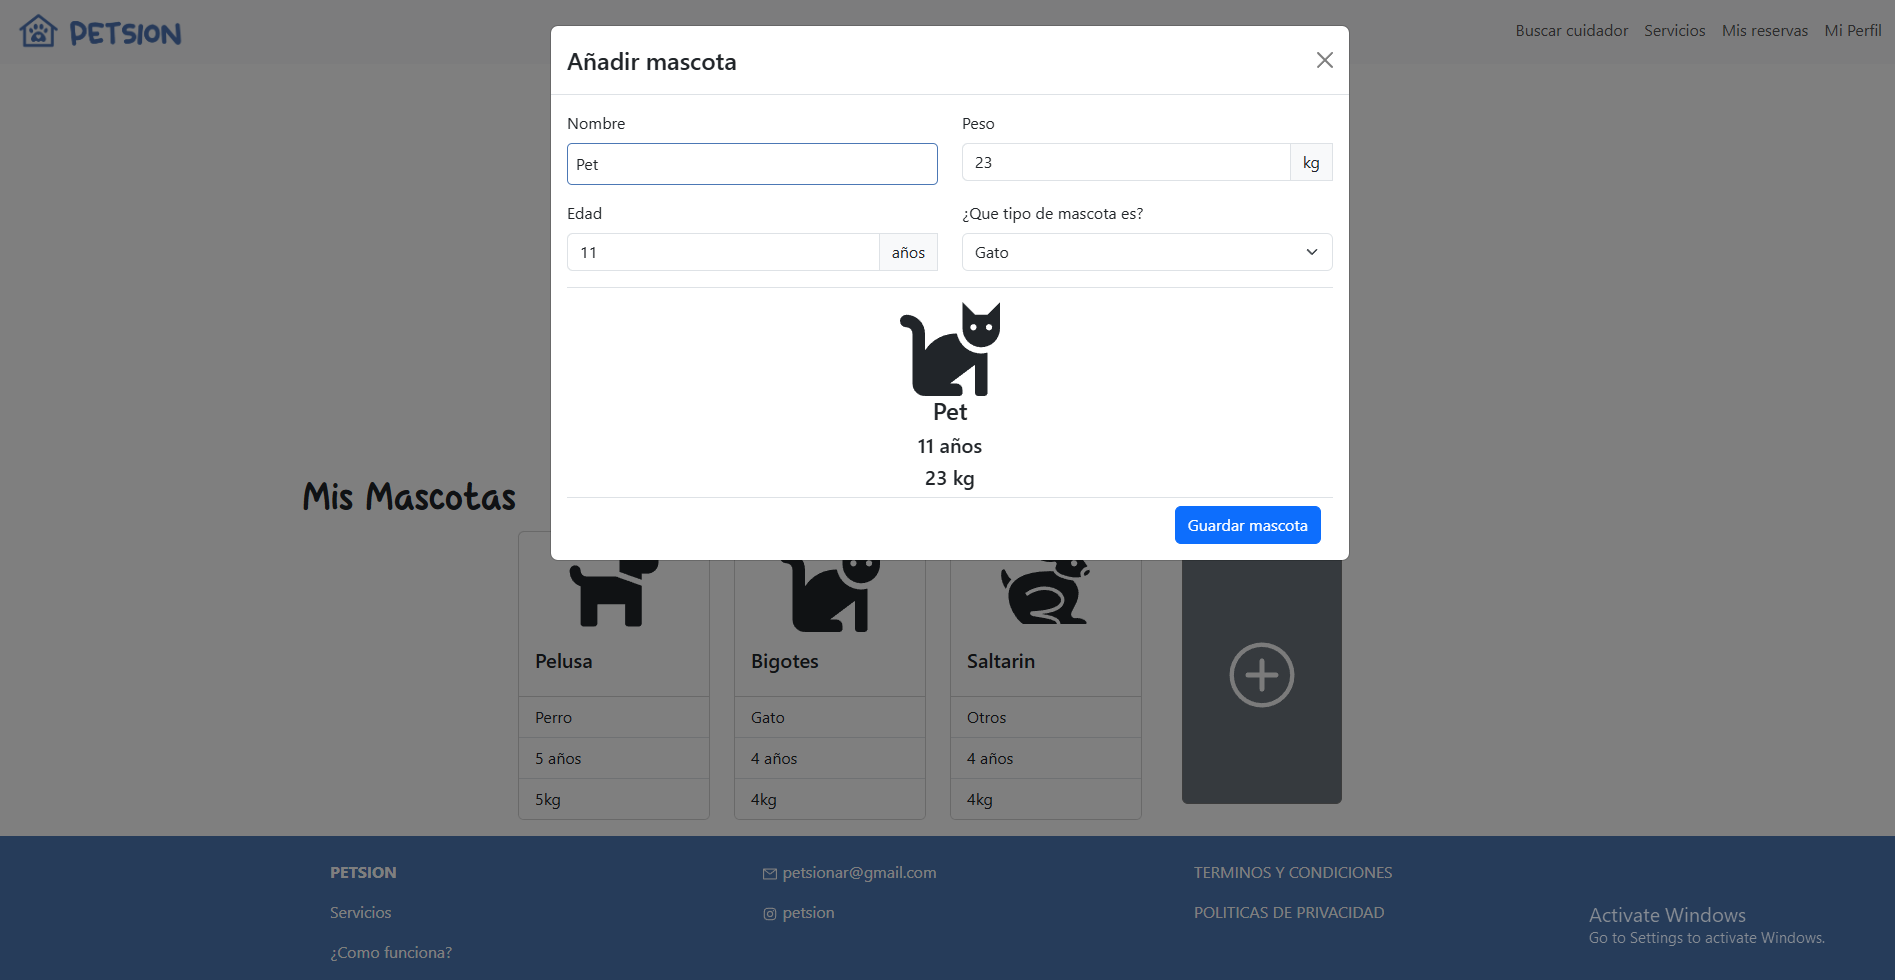 PETSION
Buscar cuidador Servicios Mis reservas Mi Perfil
Añadir mascota
Nombre
Peso
Pet
23
kg
Edad
¿Que tipo de mascota es?
11
años
Gato
Pet
11 años
23 kg
Guardar mascota
Mis Mascotas
Pelusa
Perro
5 años
5kg
Bigotes
Gato
4 años
4kg
Saltarin
Otros
4 años
4kg
PETSION
Servicios
¿Como funciona?
petsionar@gmail.com
petsion
TERMINOS Y CONDICIONES
POLITICAS DE PRIVACIDAD
Activate Windows
Go to Settings to activate Windows.